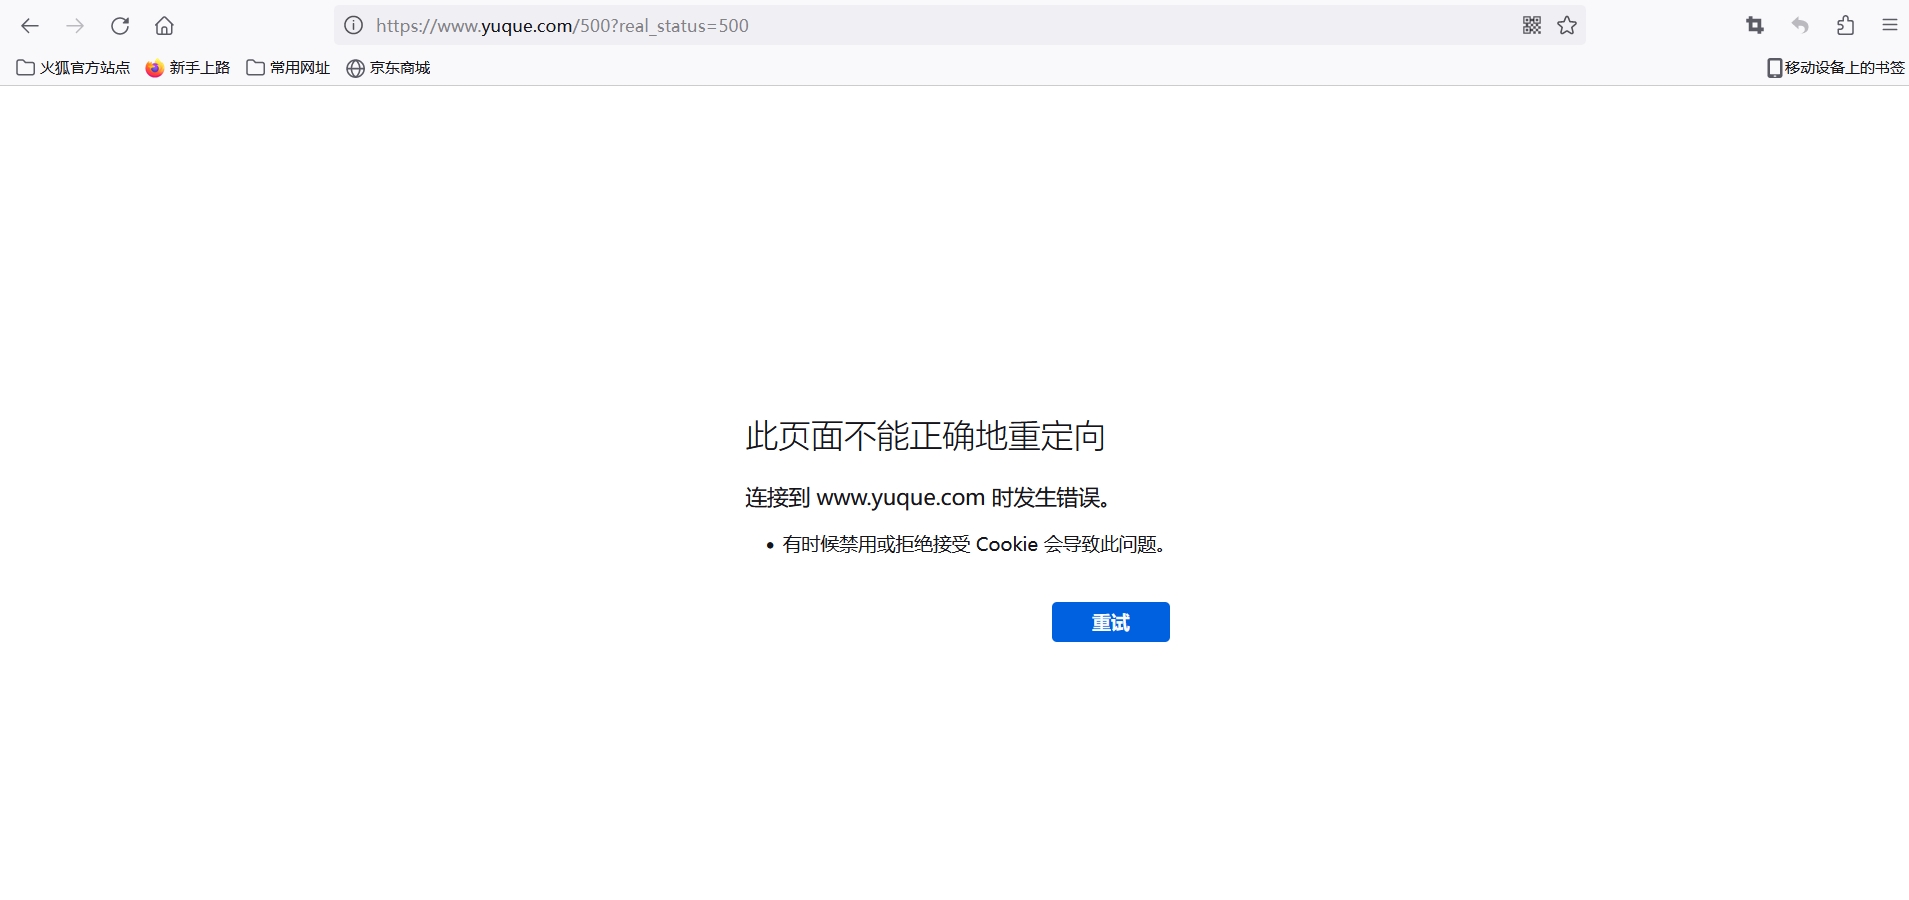 https://www.yuque.com/500?real_status=500
火狐官方站点 新手上路 常用网址 京东商城 移动设备上的书签
此页面不能正确地重定向
连接到 www.yuque.com 时发生错误。
• 有时候禁用或拒绝接受 Cookie 会导致此问题。
重试